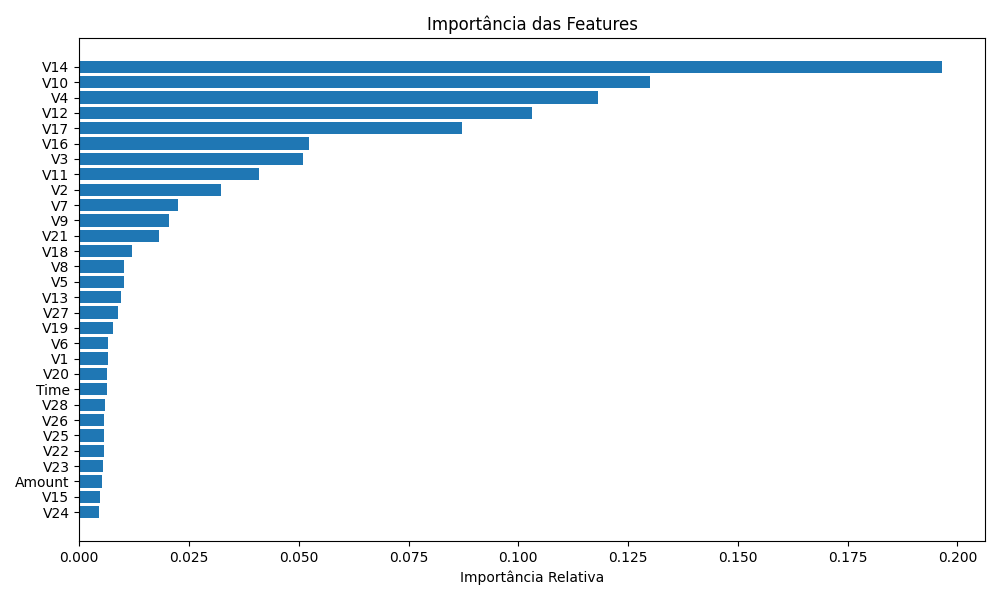 Importância das Features
V14
V10
V4
V12
V17
V16
V3
V11
V2
V7
V9
V21
V18
V8
V5
V13
V27
V19
V6
V1
V20
Time
V28
V26
V25
V22
V23
Amount
V15
V24
0.000 0.025 0.050 0.075 0.100 0.125 0.150 0.175 0.200
Importância Relativa